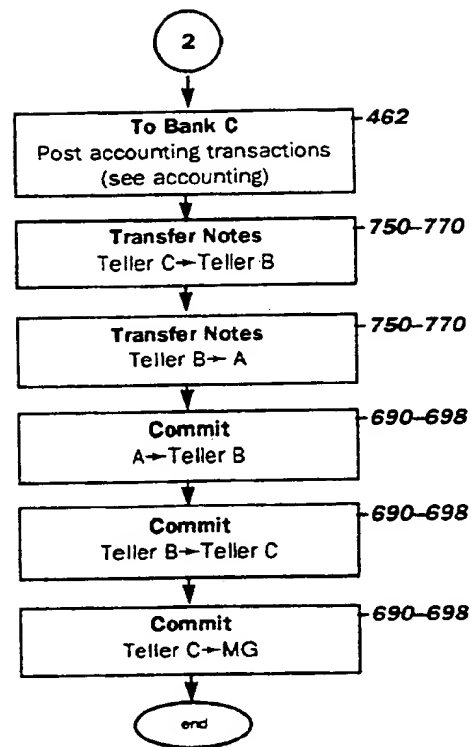 2
To Bank C
462
Post accounting transactions
(see accounting)
Transfer Notes
750–770
Teller C→Teller B
Transfer Notes
750–770
Teller B→ A
Commit
690–698
A→Teller B
Commit
690–698
Teller B→Teller C
Commit
690–698
Teller C→MG
end